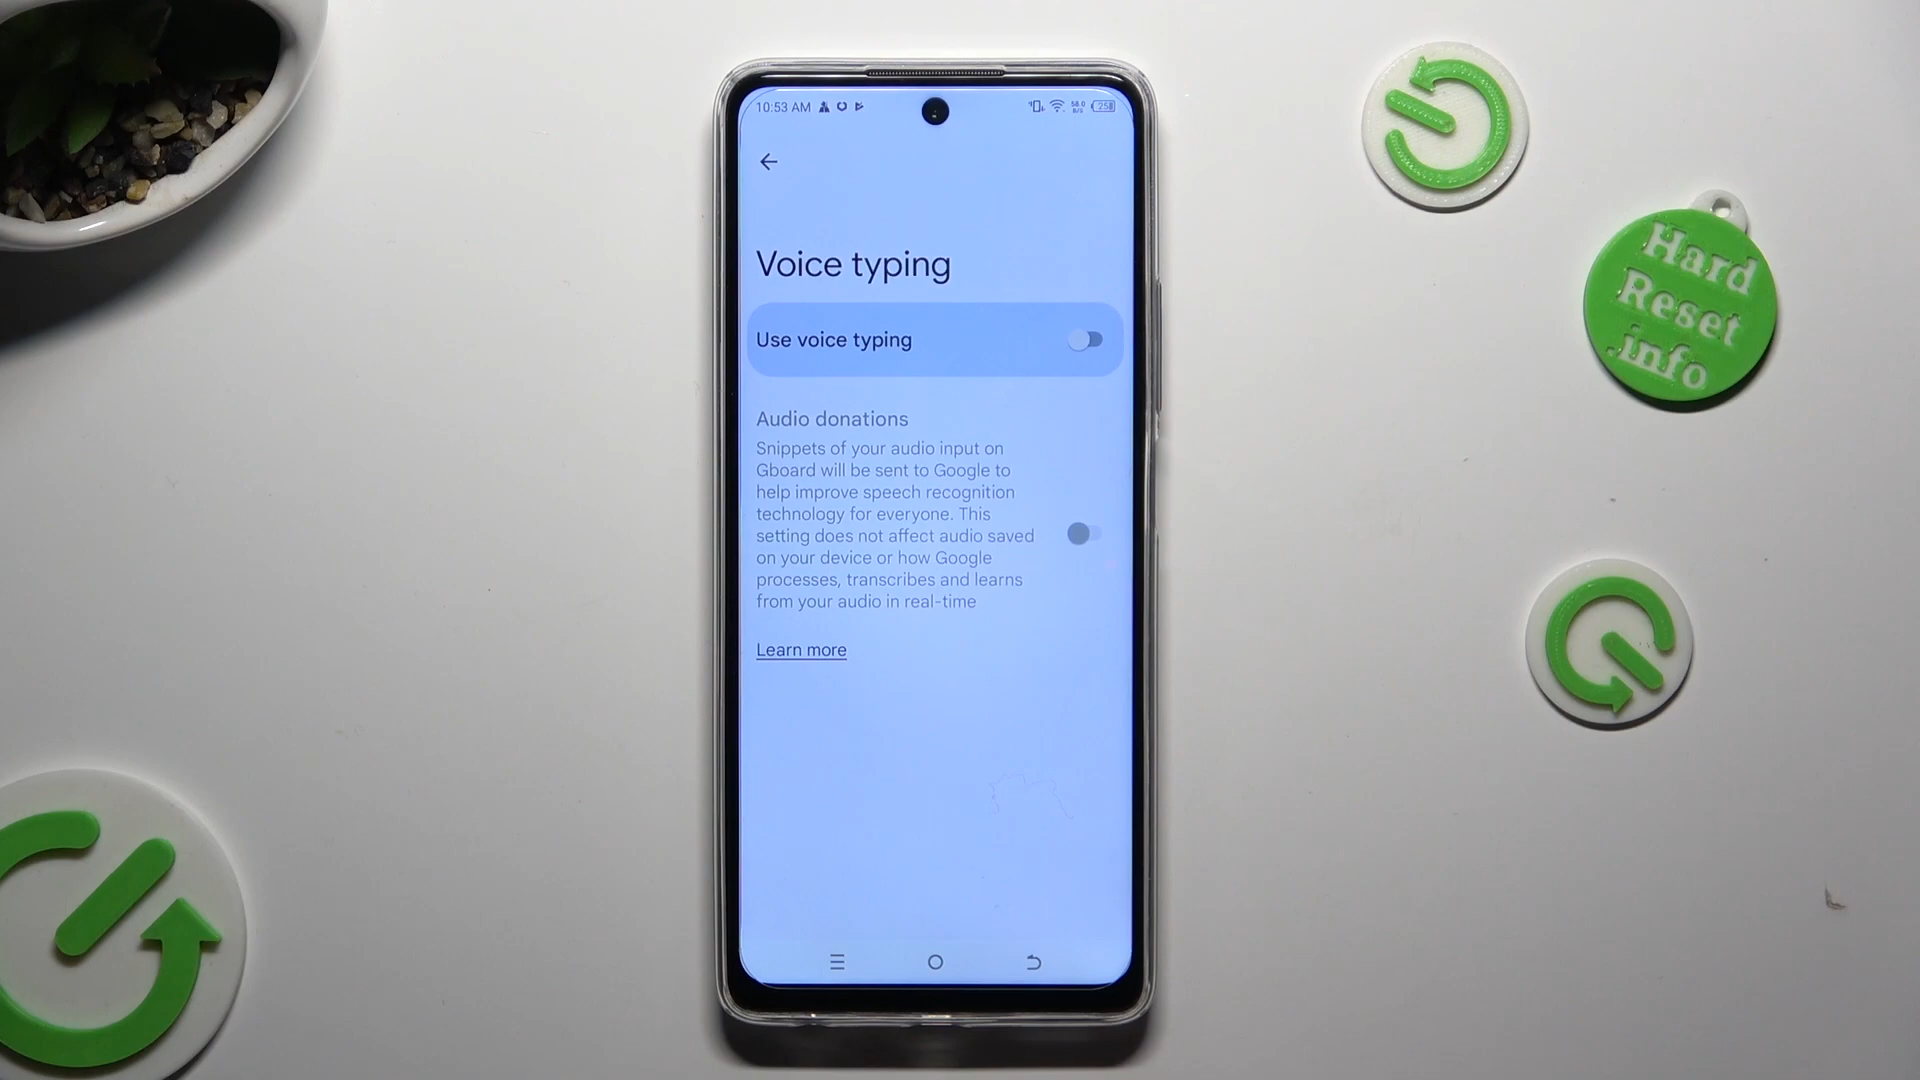 10:53 AM
58.0
B/S
25
Voice typing
Use voice typing
Audio donations
Snippets of your audio input on
Gboard will be sent to Google to
help improve speech recognition
technology for everyone. This
setting does not affect audio saved
on your device or how Google
processes, transcribes and learns
from your audio in real-time
Learn more
Hard
Reset
.info